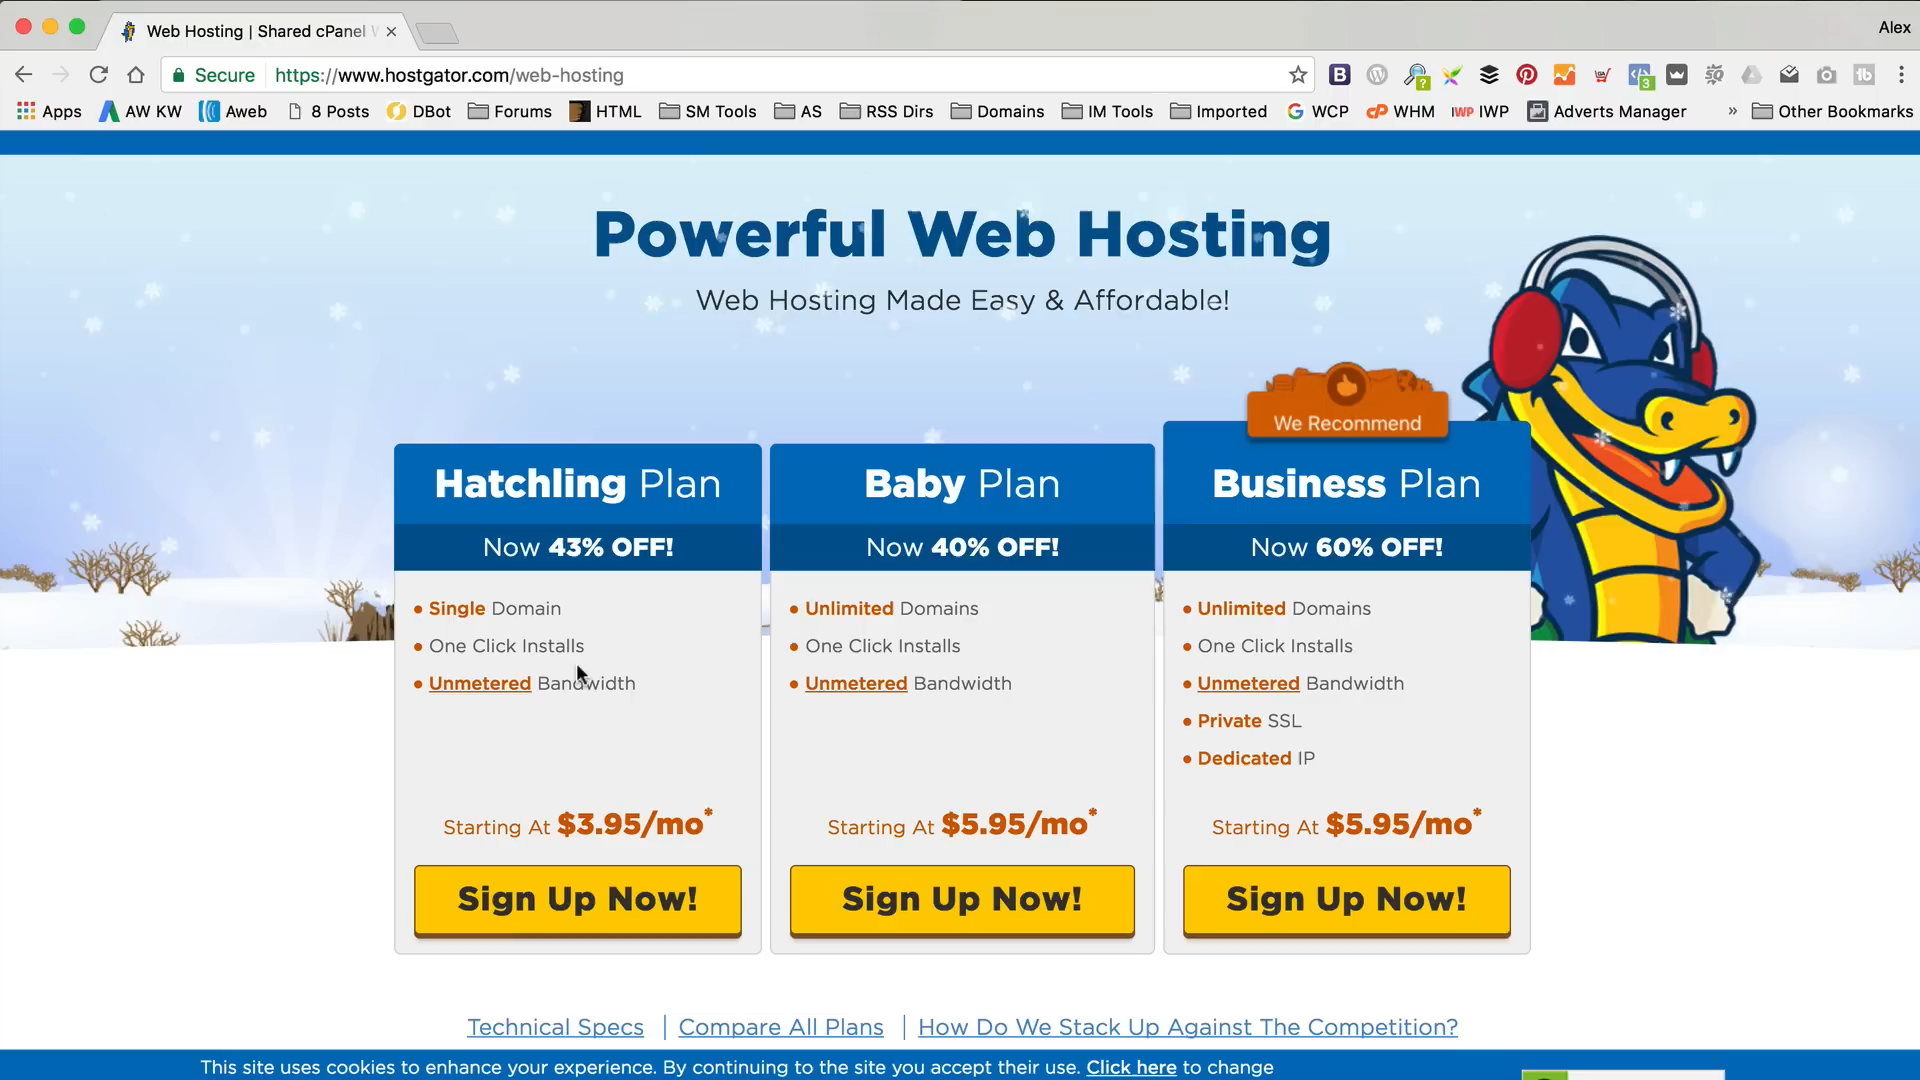 Web Hosting | Shared cPanel
Alex
Secure https://www.hostgator.com/web-hosting
Apps AW KW Aweb 8 Posts DBot Forums HTML SM Tools AS RSS Dirs Domains IM Tools Imported WCP WHM IWP Adverts Manager » Other Bookmarks
Powerful Web Hosting
Web Hosting Made Easy & Affordable!
We Recommend
Hatchling Plan
Now 43% OFF!
• Single Domain
• One Click Installs
• Unmetered Bandwidth
Starting At $3.95/mo*
Sign Up Now!
Baby Plan
Now 40% OFF!
• Unlimited Domains
• One Click Installs
• Unmetered Bandwidth
Starting At $5.95/mo*
Sign Up Now!
Business Plan
Now 60% OFF!
• Unlimited Domains
• One Click Installs
• Unmetered Bandwidth
• Private SSL
• Dedicated IP
Starting At $5.95/mo*
Sign Up Now!
Technical Specs | Compare All Plans | How Do We Stack Up Against The Competition?
This site uses cookies to enhance your experience. By continuing to the site you accept their use. Click here to change